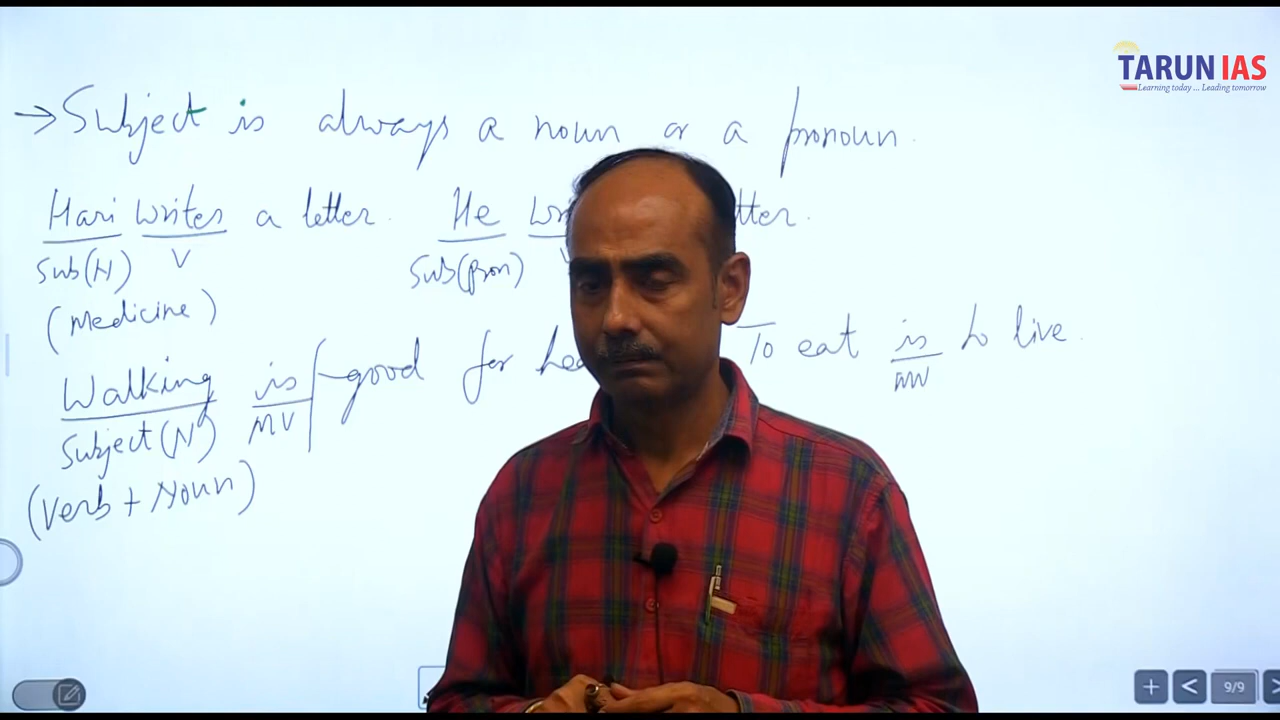 TARUN IAS
Learning today ... Leading tomorrow
→ Subject is always a noun or a pronoun.
Hari writes a letter. He
Sub(N) V Sub(pron)
(Medicine)
Walking is good for To eat is to live.
Subject(N) MV MV
(Verb + Noun)
9/9